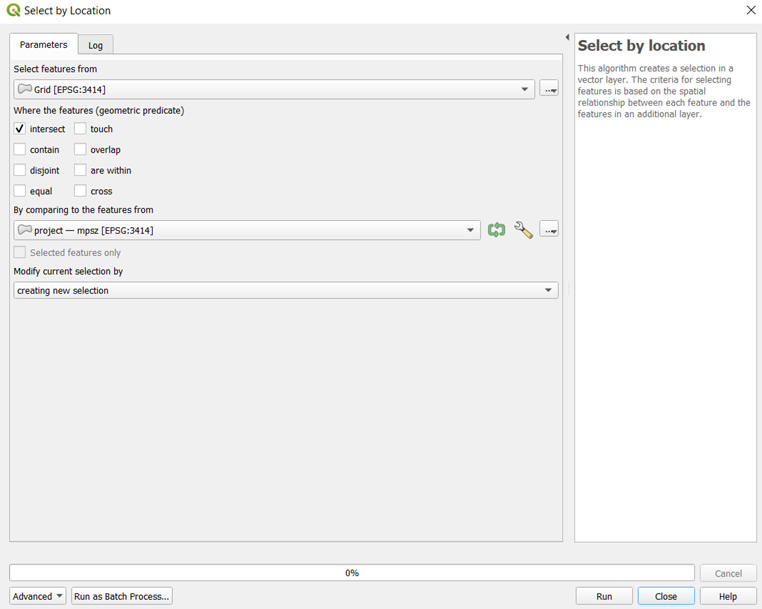 Select by Location
Parameters
Log
Select features from
Grid [EPSG:3414]
...
Where the features (geometric predicate)
intersect
touch
contain
overlap
disjoint
are within
equal
cross
By comparing to the features from
project — mpsz [EPSG:3414]
...
Selected features only
Modify current selection by
creating new selection
Select by location
This algorithm creates a selection in a
vector layer. The criteria for selecting
features is based on the spatial
relationship between each feature and the
features in an additional layer.
0%
Cancel
Advanced
Run as Batch Process...
Run
Close
Help